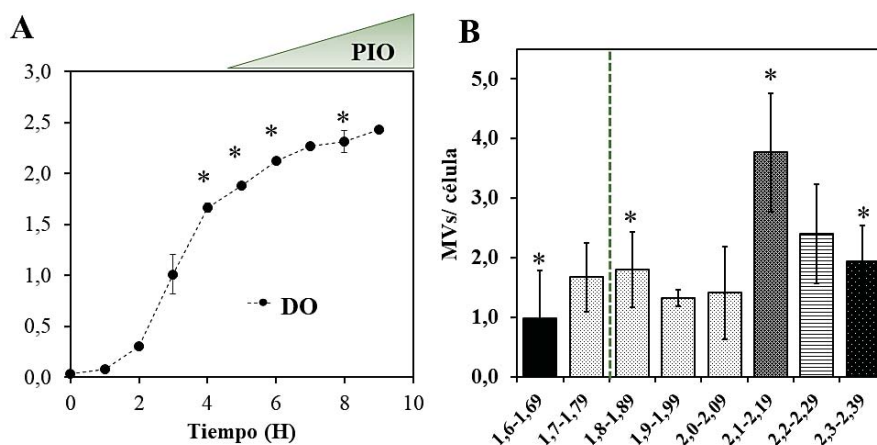 A
PIO
3,0
2,5
2,0
1,5
1,0
0,5
0,0
* * * *
DO
0 2 4 6 8 10
Tiempo (H)
B
MVs/ célula
5,0
4,0
3,0
2,0
1,0
0,0
* * * *
1,6-1,69
1,7-1,79
1,8-1,89
1,9-1,99
2,0-2,09
2,1-2,19
2,2-2,29
2,3-2,39